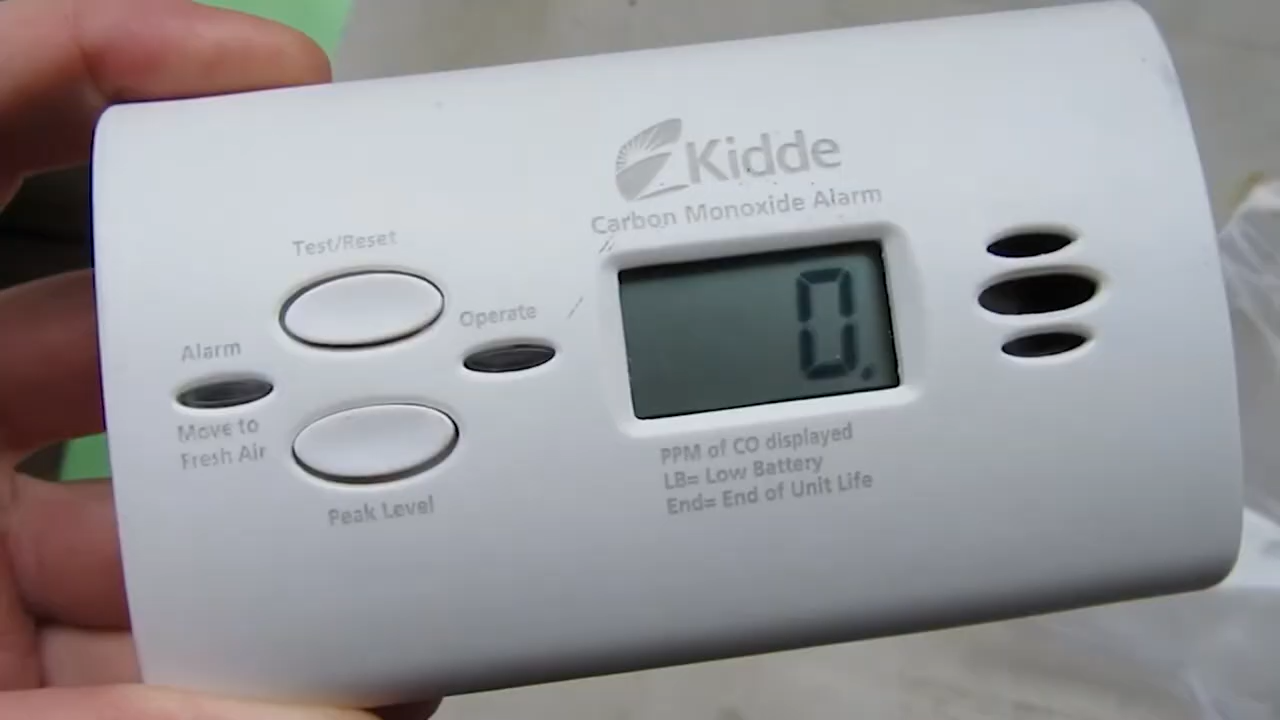 Kidde
Carbon Monoxide Alarm
Test/Reset
Operate
Alarm
Move to
Fresh Air
Peak Level
0.
PPM of CO displayed
LB= Low Battery
End= End of Unit Life